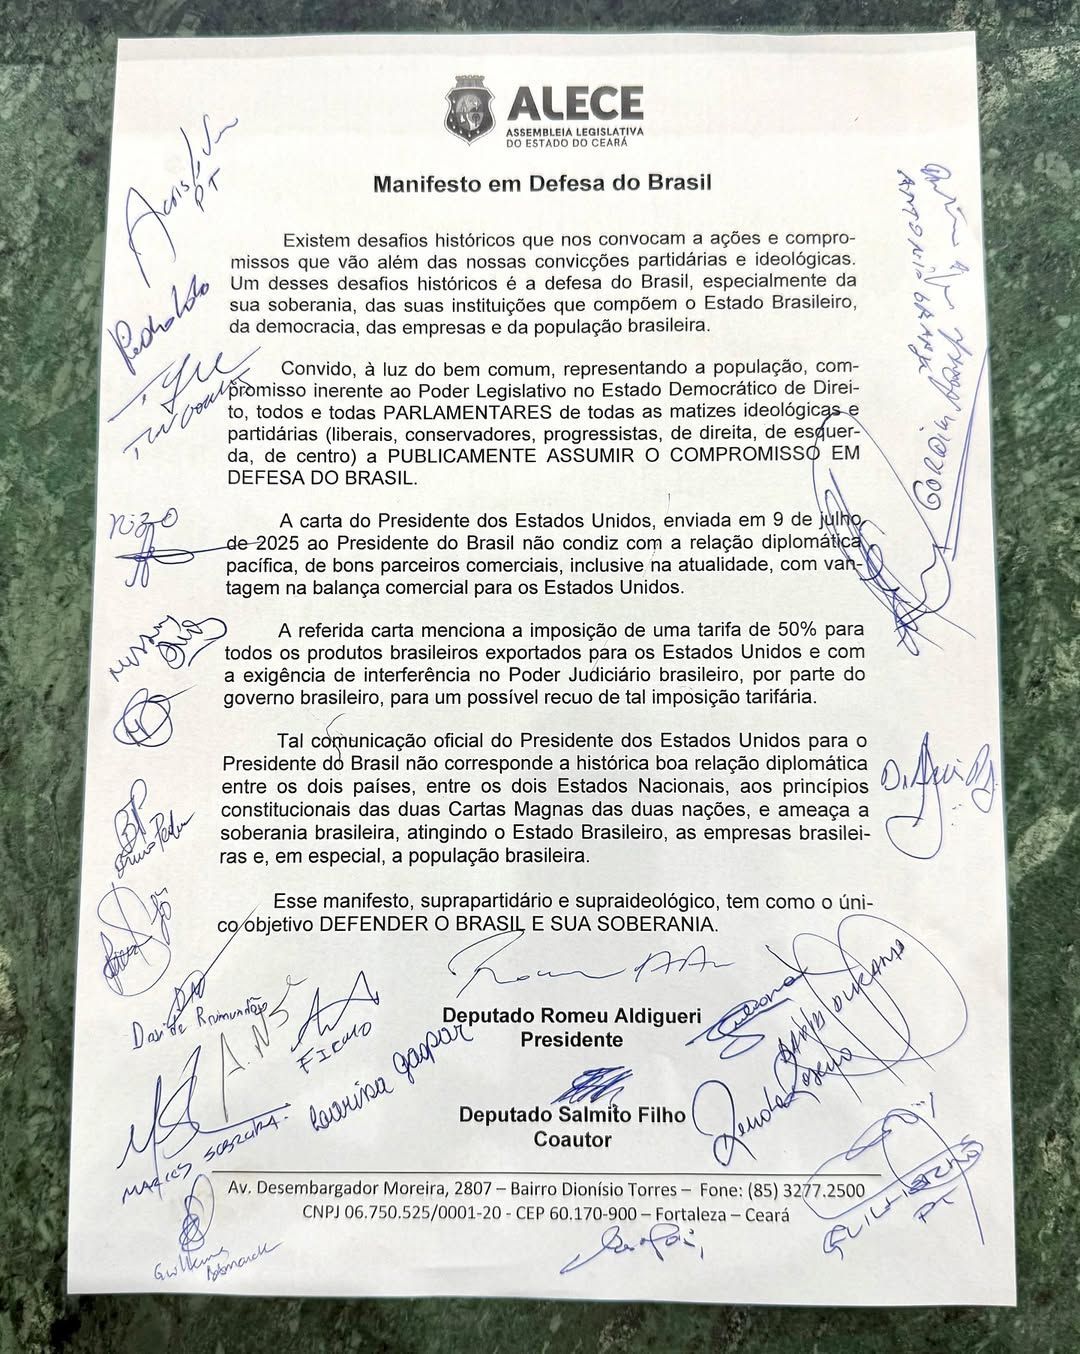 ALECE
ASSEMBLEIA LEGISLATIVA
DO ESTADO DO CEARÁ
Manifesto em Defesa do Brasil
Existem desafios históricos que nos convocam a ações e compro-
missos que vão além das nossas convicções partidárias e ideológicas.
Um desses desafios históricos é a defesa do Brasil, especialmente da
sua soberania, das suas instituições que compõem o Estado Brasileiro,
da democracia, das empresas e da população brasileira.
Convido, à luz do bem comum, representando a população, com-
promisso inerente ao Poder Legislativo no Estado Democrático de Direi-
to, todos e todas PARLAMENTARES de todas as matizes ideológicas e
partidárias (liberais, conservadores, progressistas, de direita, de esquer-
da, de centro) a PUBLICAMENTE ASSUMIR O COMPROMISSO EM
DEFESA DO BRASIL.
A carta do Presidente dos Estados Unidos, enviada em 9 de julho
de 2025 ao Presidente do Brasil não condiz com a relação diplomática
pacífica, de bons parceiros comerciais, inclusive na atualidade, com van-
tagem na balança comercial para os Estados Unidos.
A referida carta menciona a imposição de uma tarifa de 50% para
todos os produtos brasileiros exportados para os Estados Unidos e com
a exigência de interferência no Poder Judiciário brasileiro, por parte do
governo brasileiro, para um possível recuo de tal imposição tarifária.
Tal comunicação oficial do Presidente dos Estados Unidos para o
Presidente do Brasil não corresponde a histórica boa relação diplomática
entre os dois países, entre os dois Estados Nacionais, aos princípios
constitucionais das duas Cartas Magnas das duas nações, e ameaça a
soberania brasileira, atingindo o Estado Brasileiro, as empresas brasilei-
ras e, em especial, a população brasileira.
Esse manifesto, suprapartidário e supraideológico, tem como o úni-
co objetivo DEFENDER O BRASIL E SUA SOBERANIA.
Deputado Romeu Aldigueri
Presidente
Deputado Salmito Filho
Coautor
PT
ANTONIO GRANJA
Davi de Raimundão
FIRMO
Larissa Gaspar
MARCOS SOBREIRA.
Guilherme
Bismarck
Av. Desembargador Moreira, 2807 – Bairro Dionísio Torres – Fone: (85) 3277.2500
CNPJ 06.750.525/0001-20 - CEP 60.170-900 – Fortaleza – Ceará